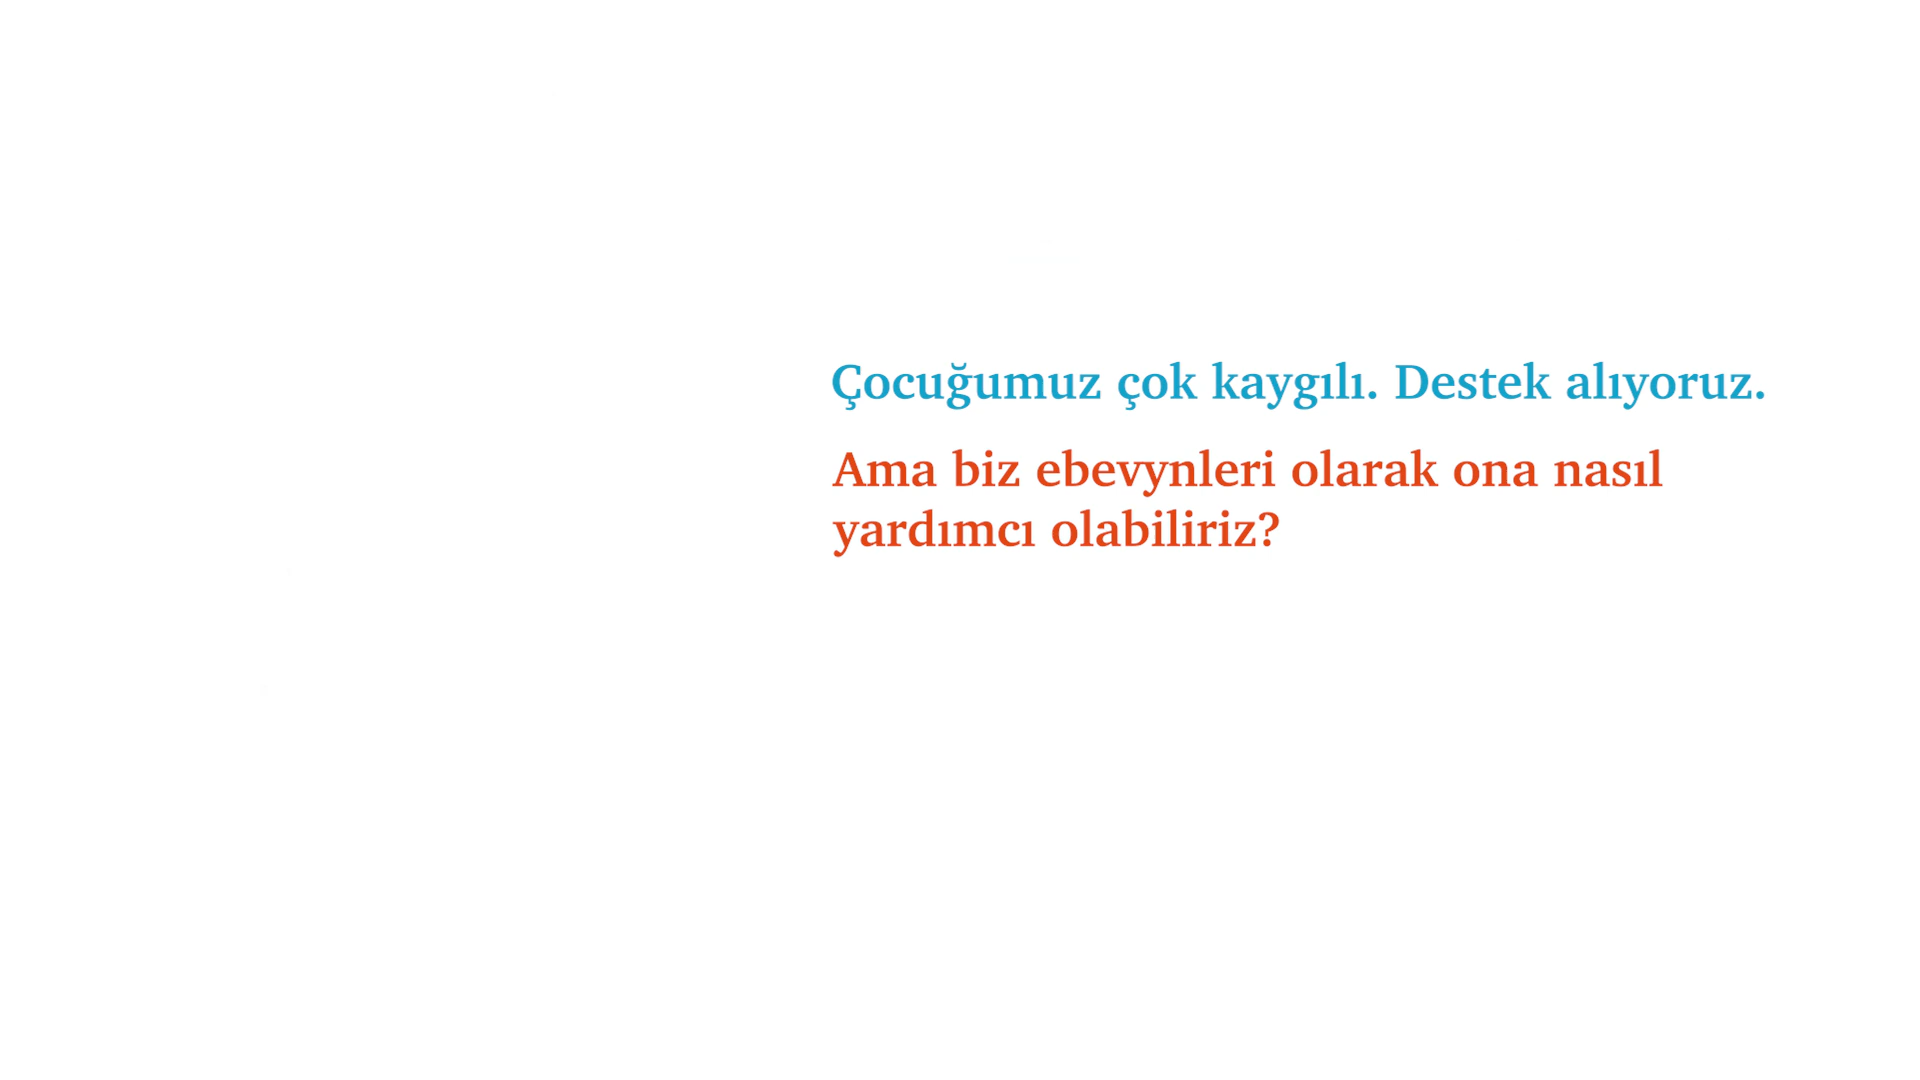 Çocuğumuz çok kaygılı. Destek alıyoruz.
Ama biz ebevynleri olarak ona nasıl
yardımcı olabiliriz?